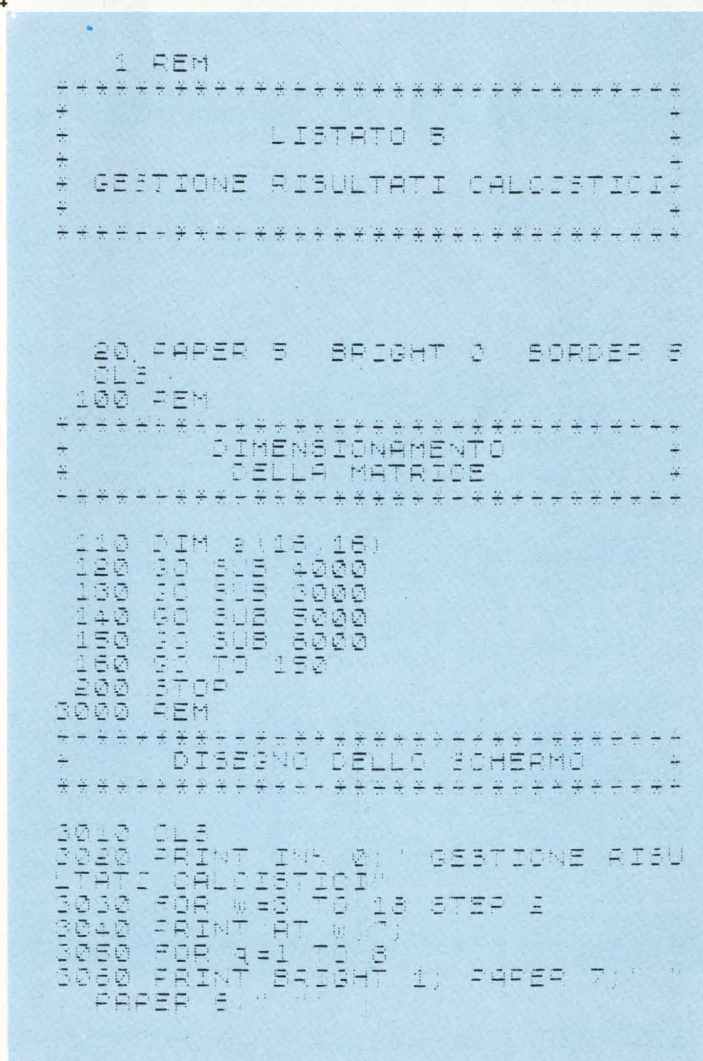 1 REM
******************************
* *
* LISTATO 5 *
* *
* GESTIONE RISULTATI CALCISTICI*
* *
******************************
20 PAPER 5 BRIGHT 0 BORDER 5
CLS
100 REM
******************************
* DIMENSIONAMENTO *
* DELLA MATRICE *
******************************
110 DIM a(16,16)
120 GO SUB 4000
130 GO SUB 3000
140 GO SUB 5000
150 GO SUB 6000
160 GO TO 150
200 STOP
3000 REM
******************************
* DISEGNO DELLO SCHERMO *
******************************
3010 CLS
3020 PRINT INK 0; " GESTIONE RISU
LTATI CALCISTICI"
3030 FOR w=3 TO 18 STEP 2
3040 PRINT AT w,7;
3050 FOR q=1 TO 8
3060 PRINT BRIGHT 1; PAPER 7; " "
PAPER 5; " "